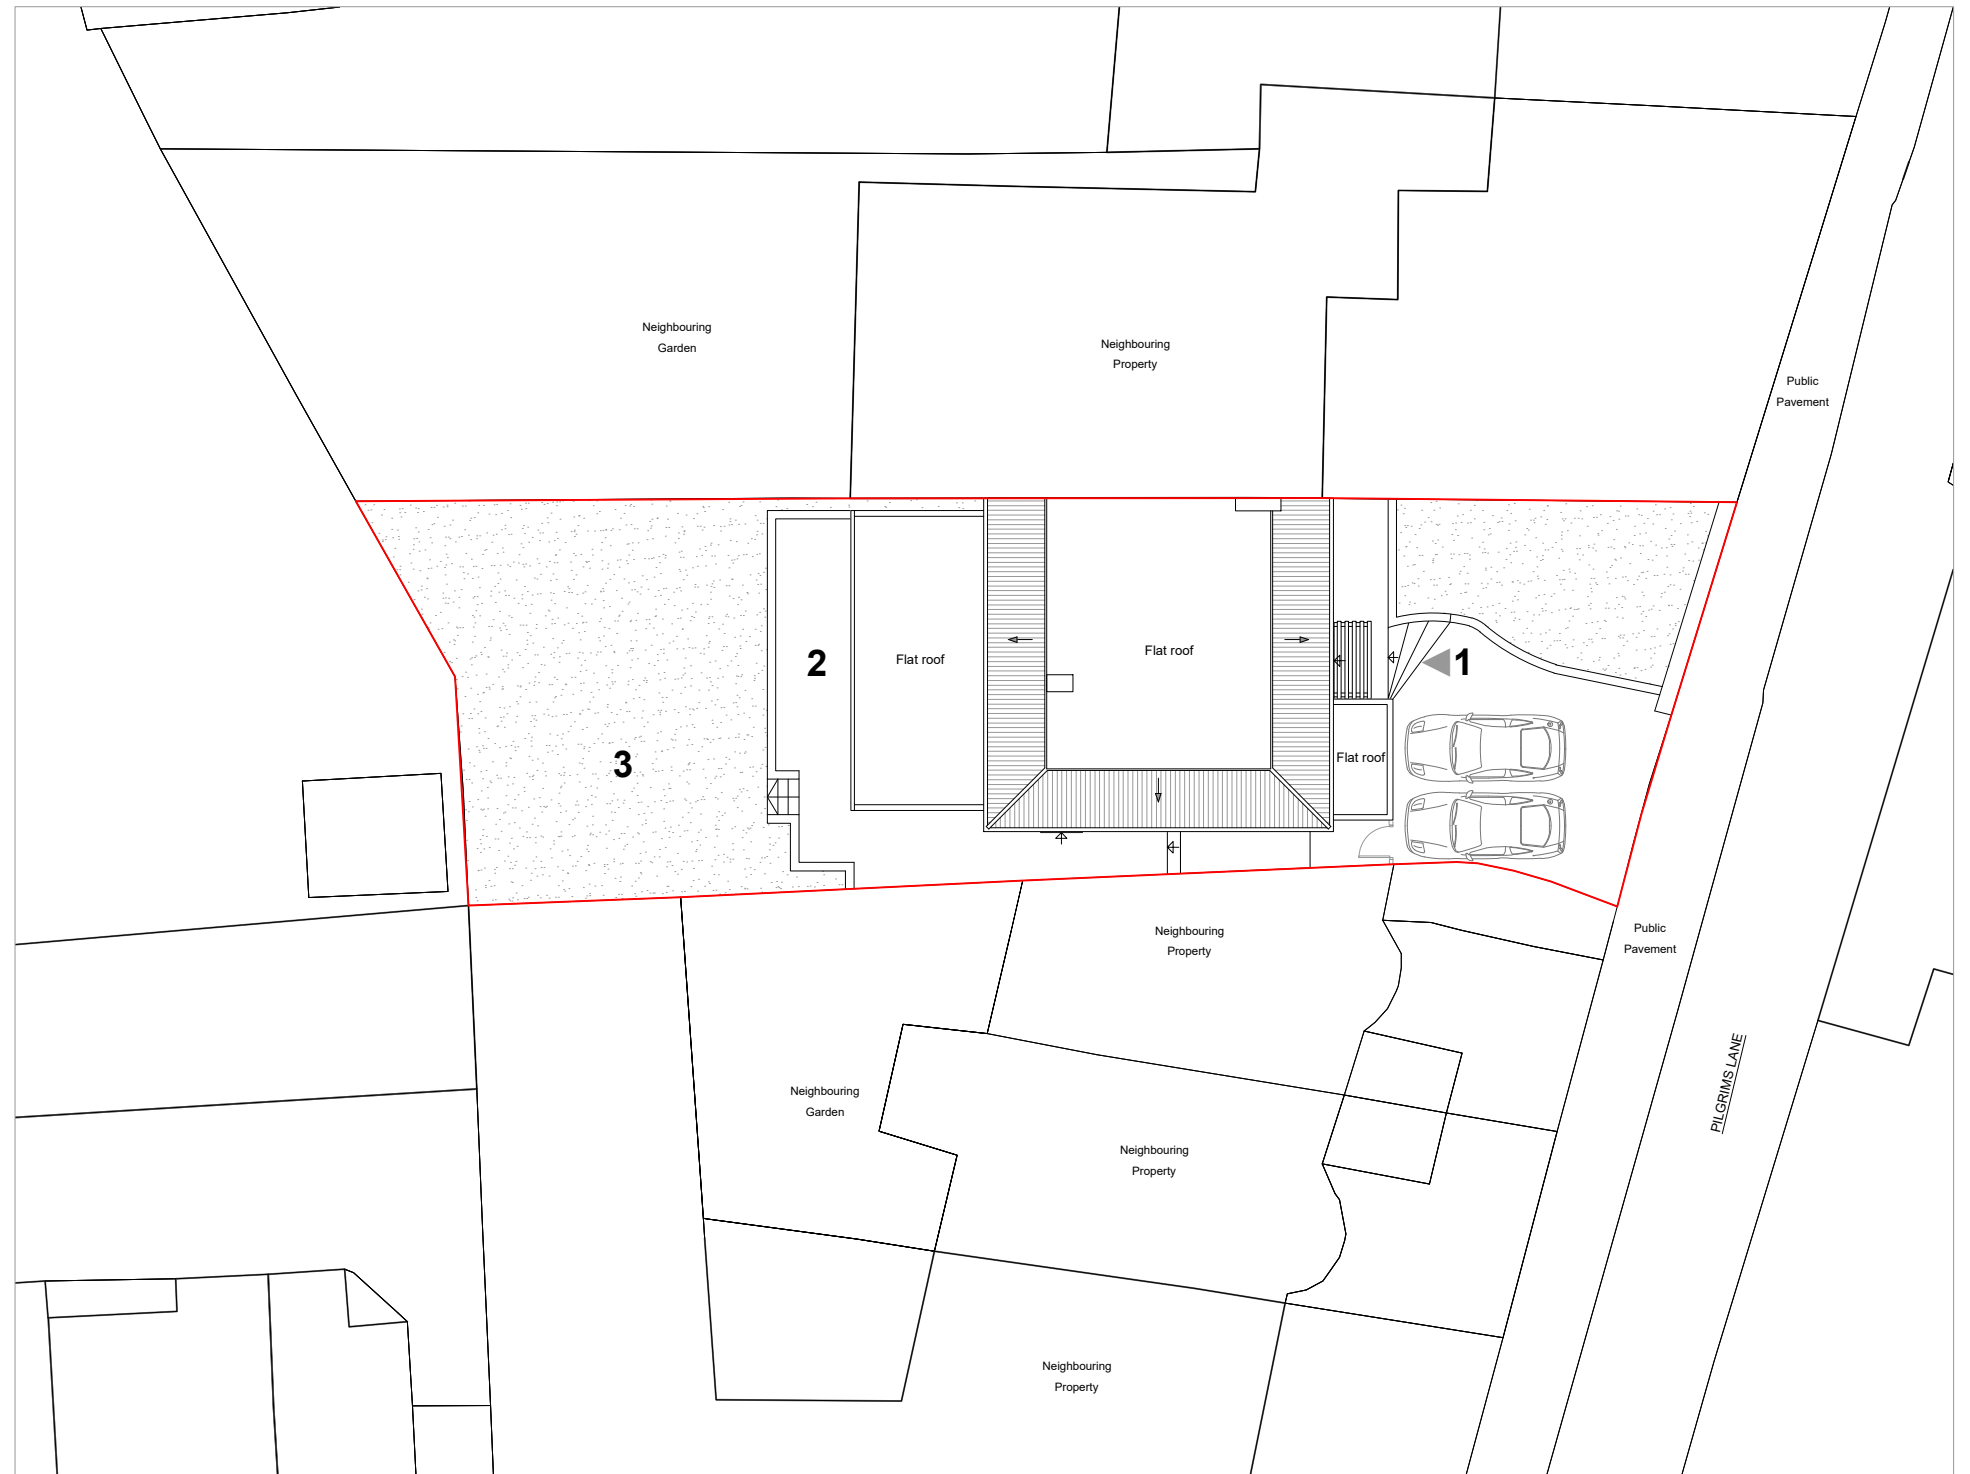 Neighbouring
Garden
Neighbouring
Property
Public
Pavement
Flat roof
Flat roof
2
1
3
Flat roof
Neighbouring
Property
Public
Pavement
Neighbouring
Garden
PILGRIMS LANE
Neighbouring
Property
Neighbouring
Property